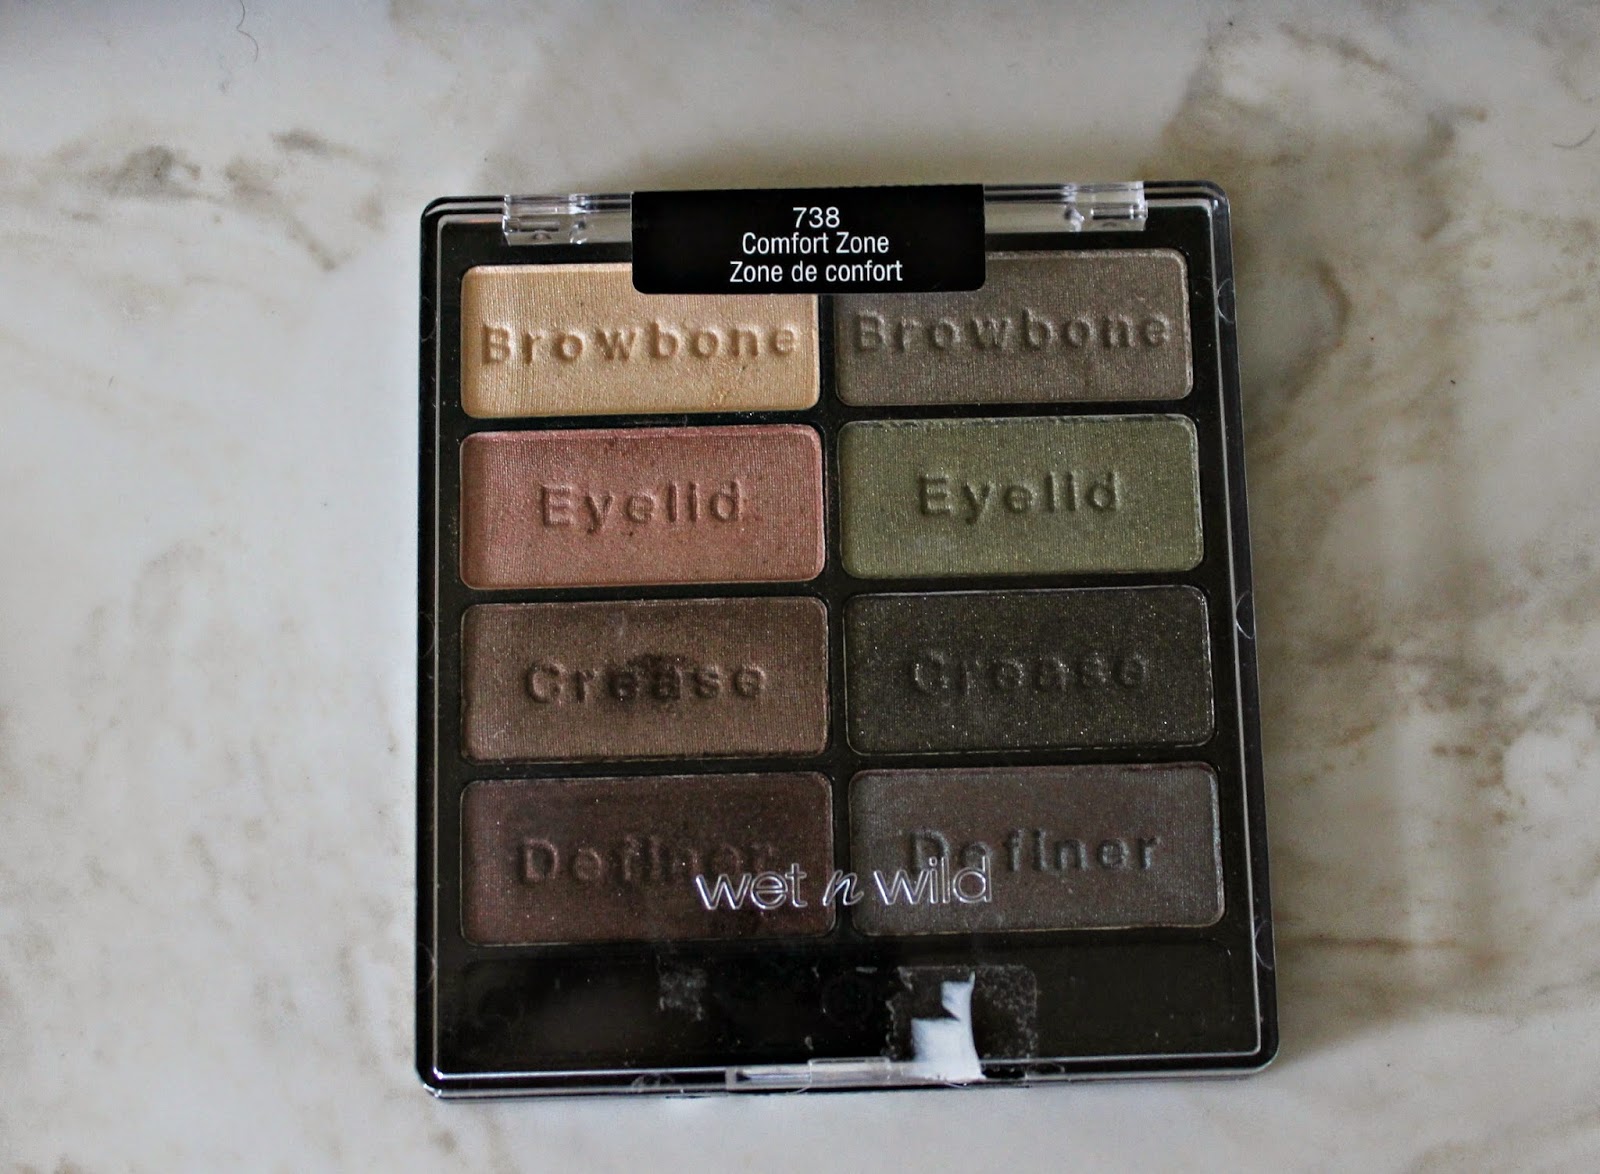 738
Comfort Zone
Zone de confort
Browbone Browbone
Eyelid Eyelid
Crease Crease
Definer Definer
wet n wild